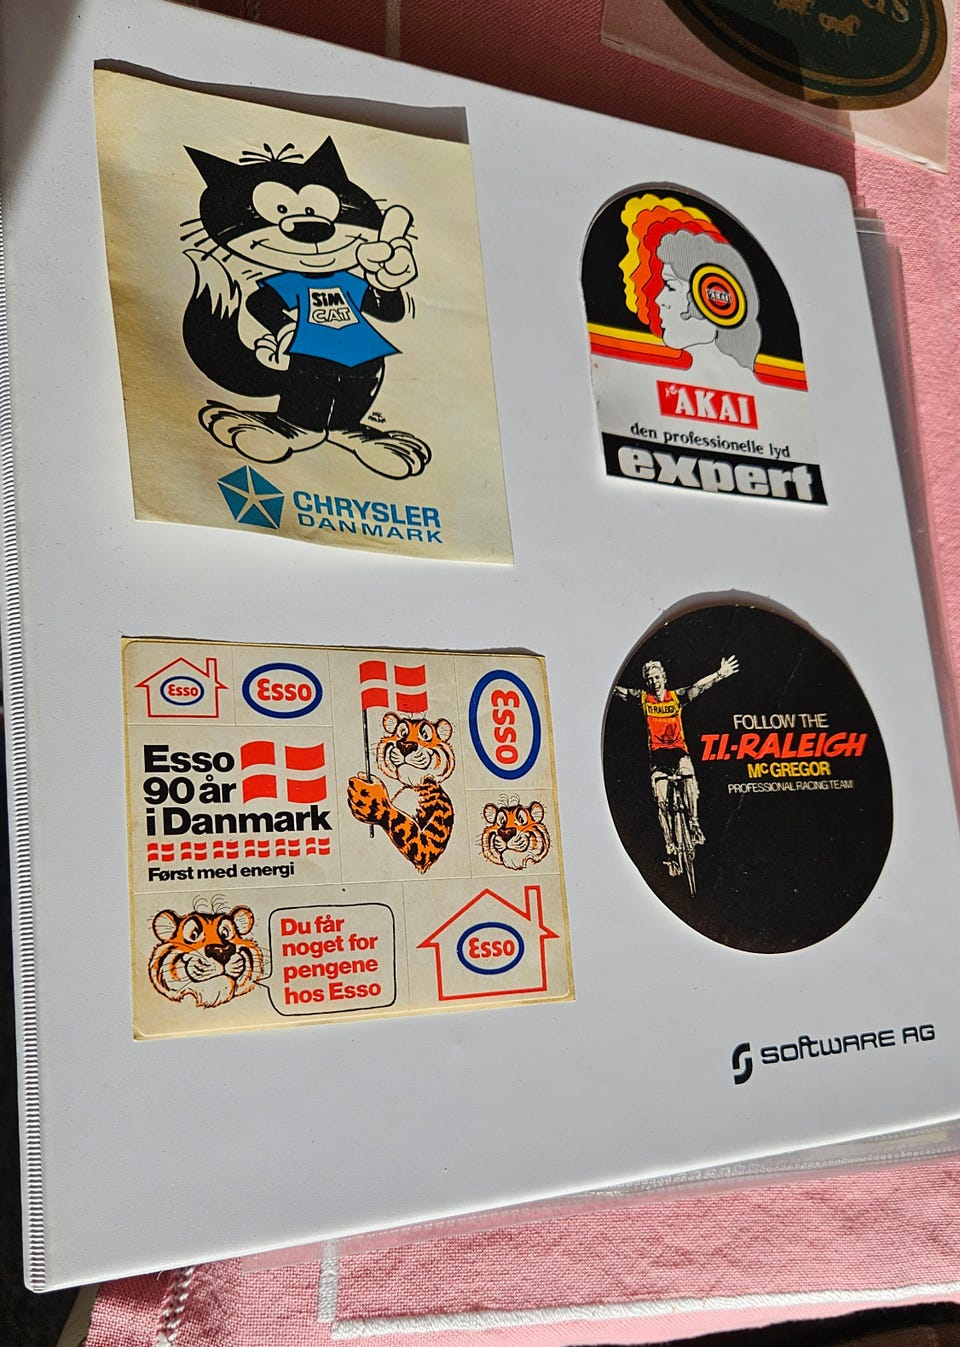 SiM
CAT
CHRYSLER
DANMARK
AKAI
AKAI
den professionelle lyd
expert
Esso
Esso
Esso
Esso
90 år
i Danmark
Først med energi
Du får
noget for
pengene
hos Esso
Esso
T.I.-RALEIGH
FOLLOW THE
T.I.-RALEIGH
McGREGOR
PROFESSIONAL RACING TEAM
SOFTWARE AG